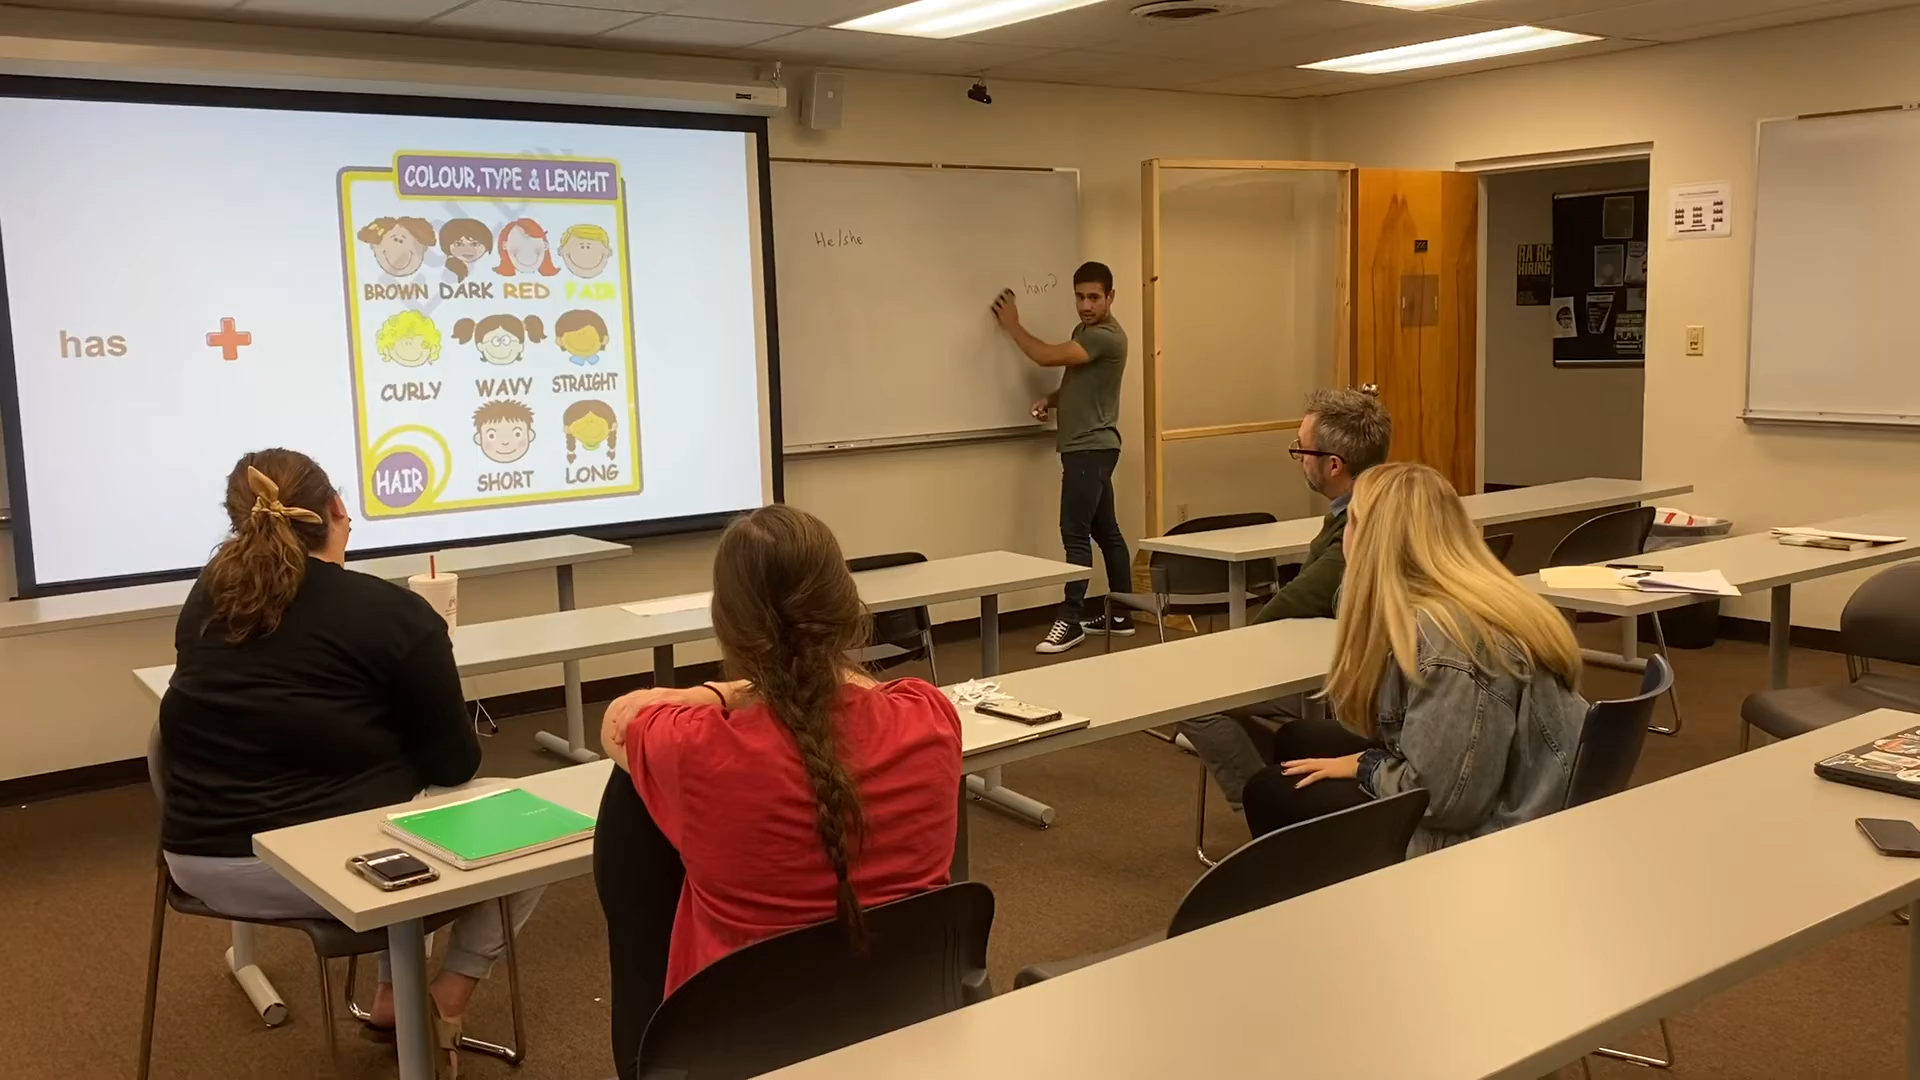 COLOUR,TYPE & LENGHT
BROWN DARK RED FAIR
has
CURLY WAVY STRAIGHT
HAIR SHORT LONG
He/she
hair?
RA RC
HIRING